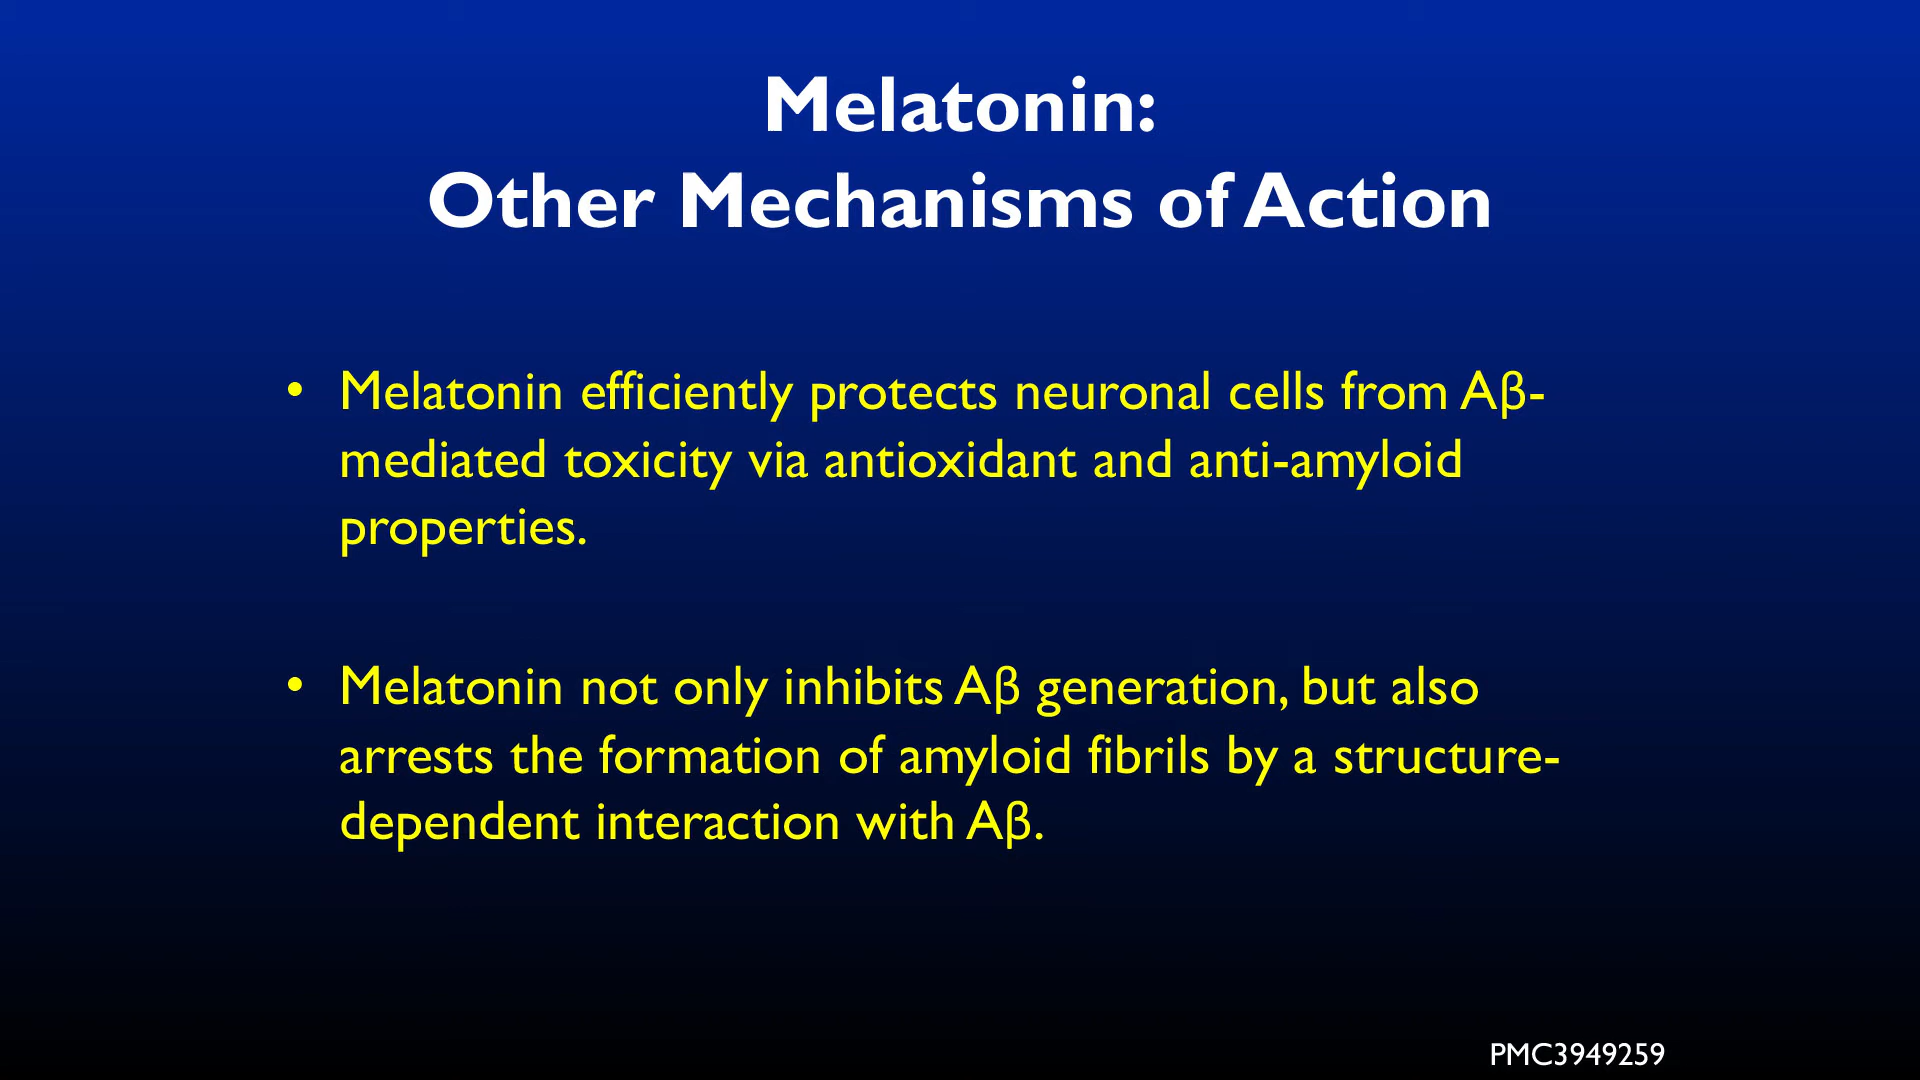 Melatonin:
Other Mechanisms of Action
• Melatonin efficiently protects neuronal cells from Aβ-
mediated toxicity via antioxidant and anti-amyloid
properties.
• Melatonin not only inhibits Aβ generation, but also
arrests the formation of amyloid fibrils by a structure-
dependent interaction with Aβ.
PMC3949259